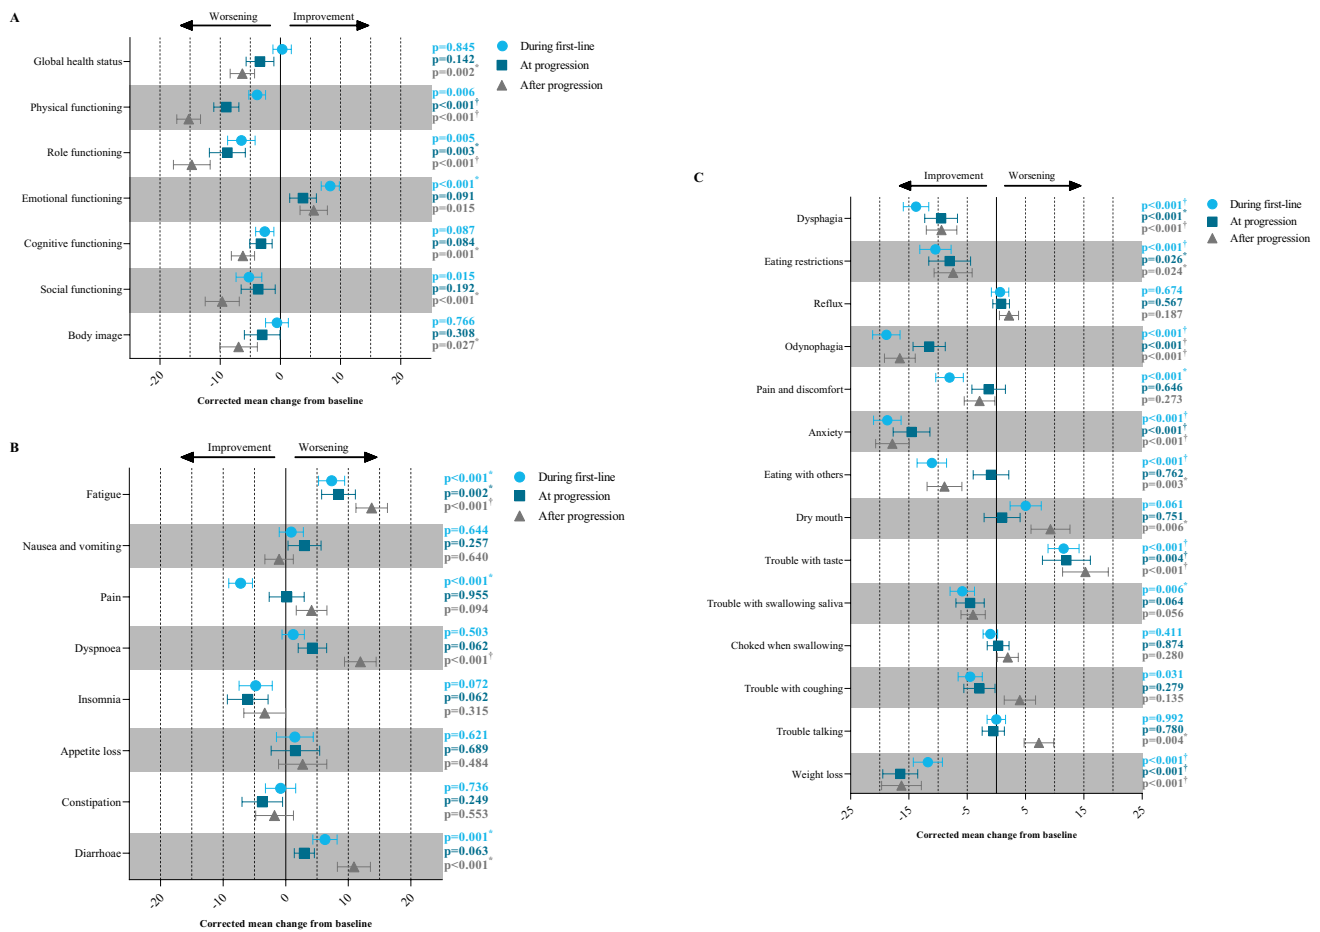 A
Worsening Improvement
Global health status
p=0.845
p=0.142
p=0.002*
Physical functioning
p=0.006
p<0.001†
p<0.001†
Role functioning
p=0.005
p=0.003*
p<0.001†
Emotional functioning
p<0.001*
p=0.091
p=0.015
Cognitive functioning
p=0.087
p=0.084
p=0.001*
Social functioning
p=0.015
p=0.192
p<0.001*
Body image
p=0.766
p=0.308
p=0.027*
During first-line
At progression
After progression
-20 -10 0 10 20
Corrected mean change from baseline
B
Improvement Worsening
Fatigue
p<0.001*
p=0.002*
p<0.001†
Nausea and vomiting
p=0.644
p=0.257
p=0.640
Pain
p<0.001*
p=0.955
p=0.094
Dyspnoea
p=0.503
p=0.062
p<0.001†
Insomnia
p=0.072
p=0.062
p=0.315
Appetite loss
p=0.621
p=0.689
p=0.484
Constipation
p=0.736
p=0.249
p=0.553
Diarrhoae
p=0.001*
p=0.063
p<0.001*
During first-line
At progression
After progression
-20 -10 0 10 20
Corrected mean change from baseline
C
Improvement Worsening
Dysphagia
p<0.001†
p<0.001*
p<0.001†
Eating restrictions
p<0.001†
p=0.026*
p=0.024*
Reflux
p=0.674
p=0.567
p=0.187
Odynophagia
p<0.001†
p<0.001†
p<0.001†
Pain and discomfort
p<0.001*
p=0.646
p=0.273
Anxiety
p<0.001†
p<0.001†
p<0.001†
Eating with others
p<0.001†
p=0.762
p=0.003*
Dry mouth
p=0.061
p=0.751
p=0.006*
Trouble with taste
p<0.001†
p=0.004†
p<0.001†
Trouble with swallowing saliva
p=0.006*
p=0.064
p=0.056
Choked when swallowing
p=0.411
p=0.874
p=0.280
Trouble with coughing
p=0.031
p=0.279
p=0.135
Trouble talking
p=0.992
p=0.780
p=0.004*
Weight loss
p<0.001†
p<0.001†
p<0.001†
During first-line
At progression
After progression
-25 -15 -5 5 15 25
Corrected mean change from baseline